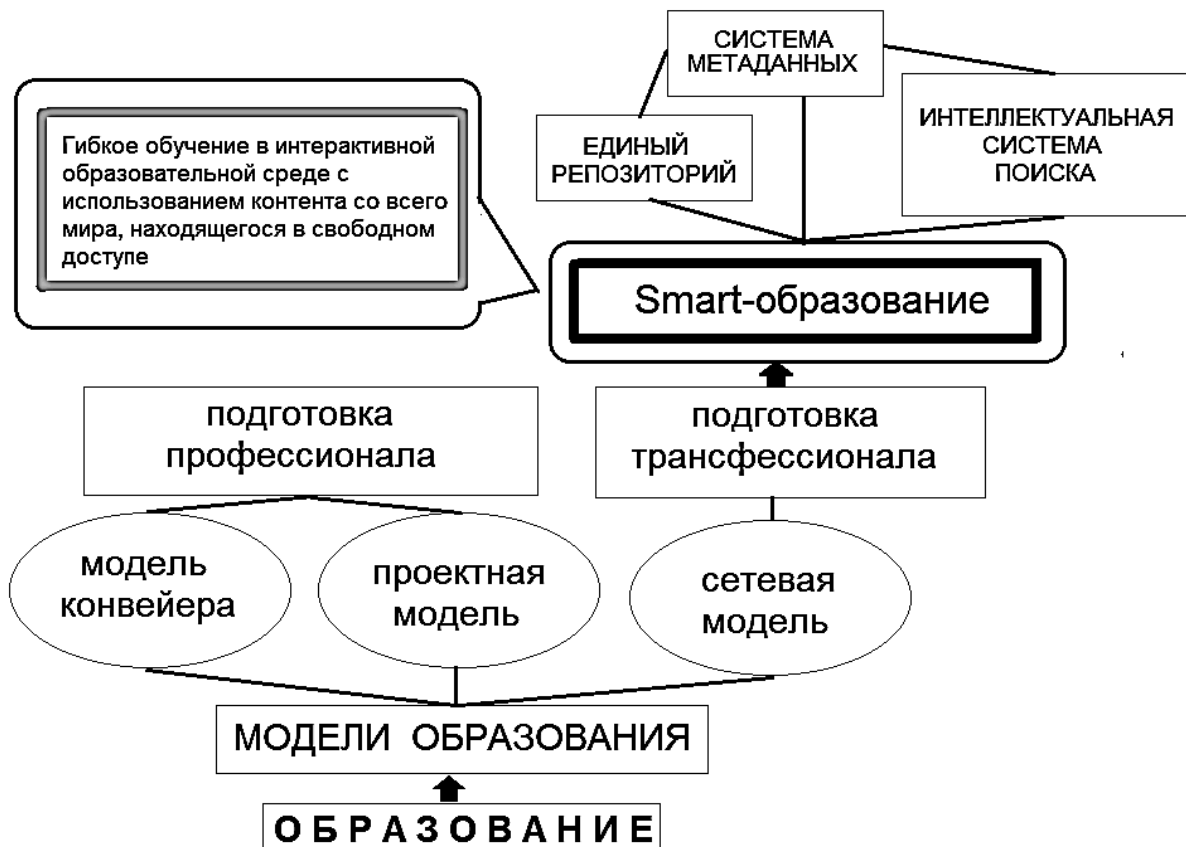 СИСТЕМА
МЕТАДАННЫХ
ИНТЕЛЛЕКТУАЛЬНАЯ
СИСТЕМА
ПОИСКА
ЕДИНЫЙ
РЕПОЗИТОРИЙ
Гибкое обучение в интерактивной
образовательной среде с
использованием контента со всего
мира, находящегося в свободном
доступе
Smart-образование
подготовка
профессионала
подготовка
трансфессионала
модель
конвейера
проектная
модель
сетевая
модель
МОДЕЛИ ОБРАЗОВАНИЯ
ОБРАЗОВАНИЕ